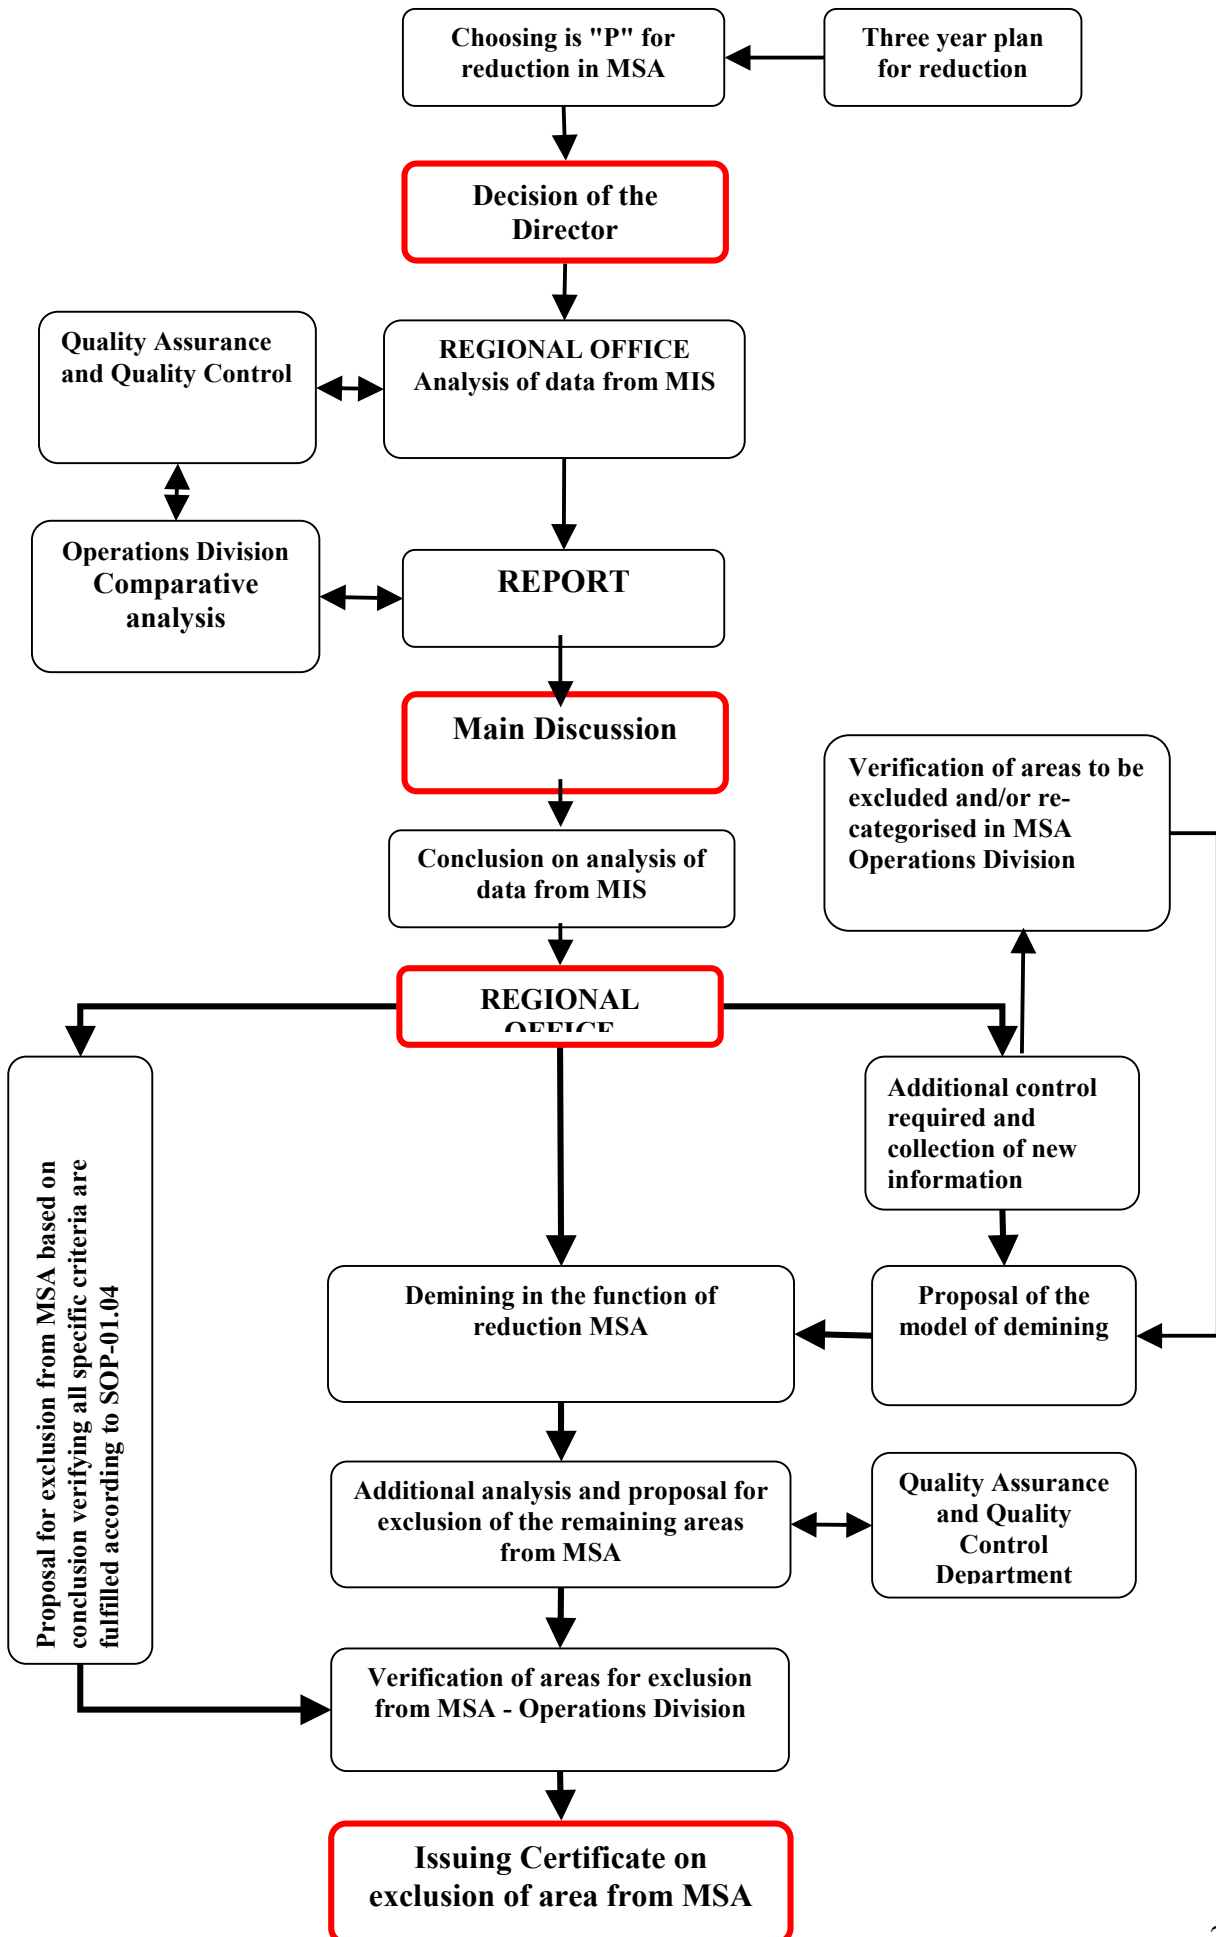 Choosing is "P" for
reduction in MSA
Three year plan
for reduction
Decision of the
Director
Quality Assurance
and Quality Control
REGIONAL OFFICE
Analysis of data from MIS
Operations Division
Comparative
analysis
REPORT
Main Discussion
Verification of areas to be
excluded and/or re-
categorised in MSA
Operations Division
Conclusion on analysis of
data from MIS
REGIONAL
OFFICE
Additional control
required and
collection of new
information
Proposal for exclusion from MSA based on
conclusion verifying all specific criteria are
fulfilled according to SOP-01.04
Demining in the function of
reduction MSA
Proposal of the
model of demining
Additional analysis and proposal for
exclusion of the remaining areas
from MSA
Quality Assurance
and Quality
Control
Department
Verification of areas for exclusion
from MSA - Operations Division
Issuing Certificate on
exclusion of area from MSA